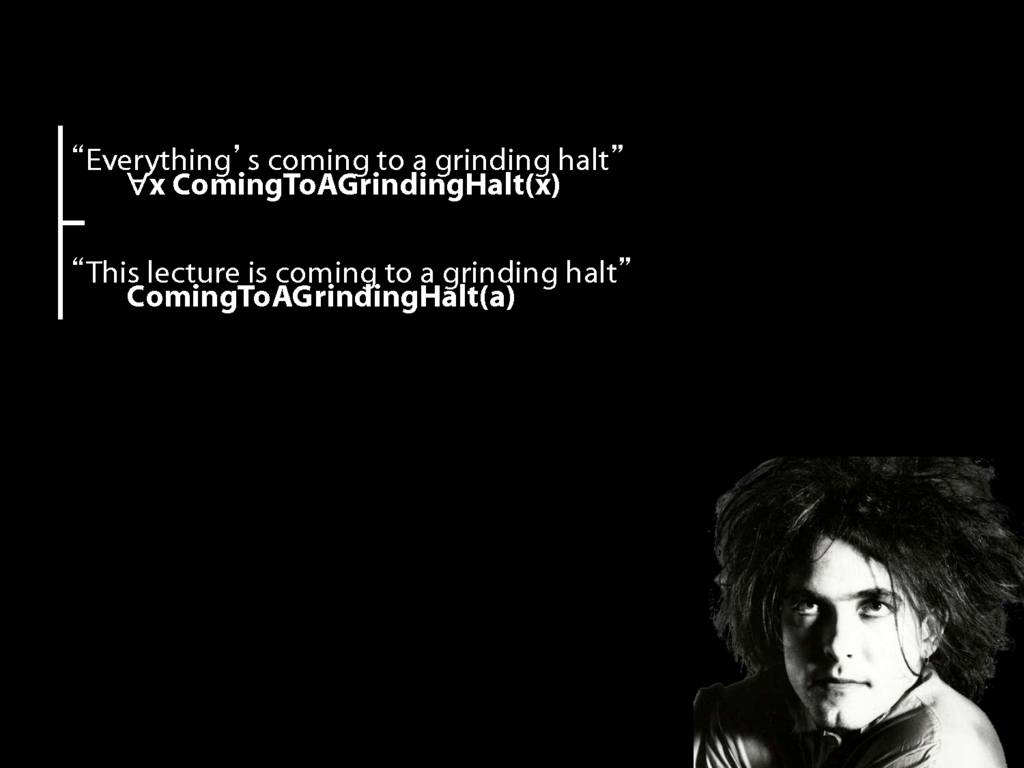 “Everything’s coming to a grinding halt”
∀x ComingToAGrindingHalt(x)
“This lecture is coming to a grinding halt”
ComingToAGrindingHalt(a)